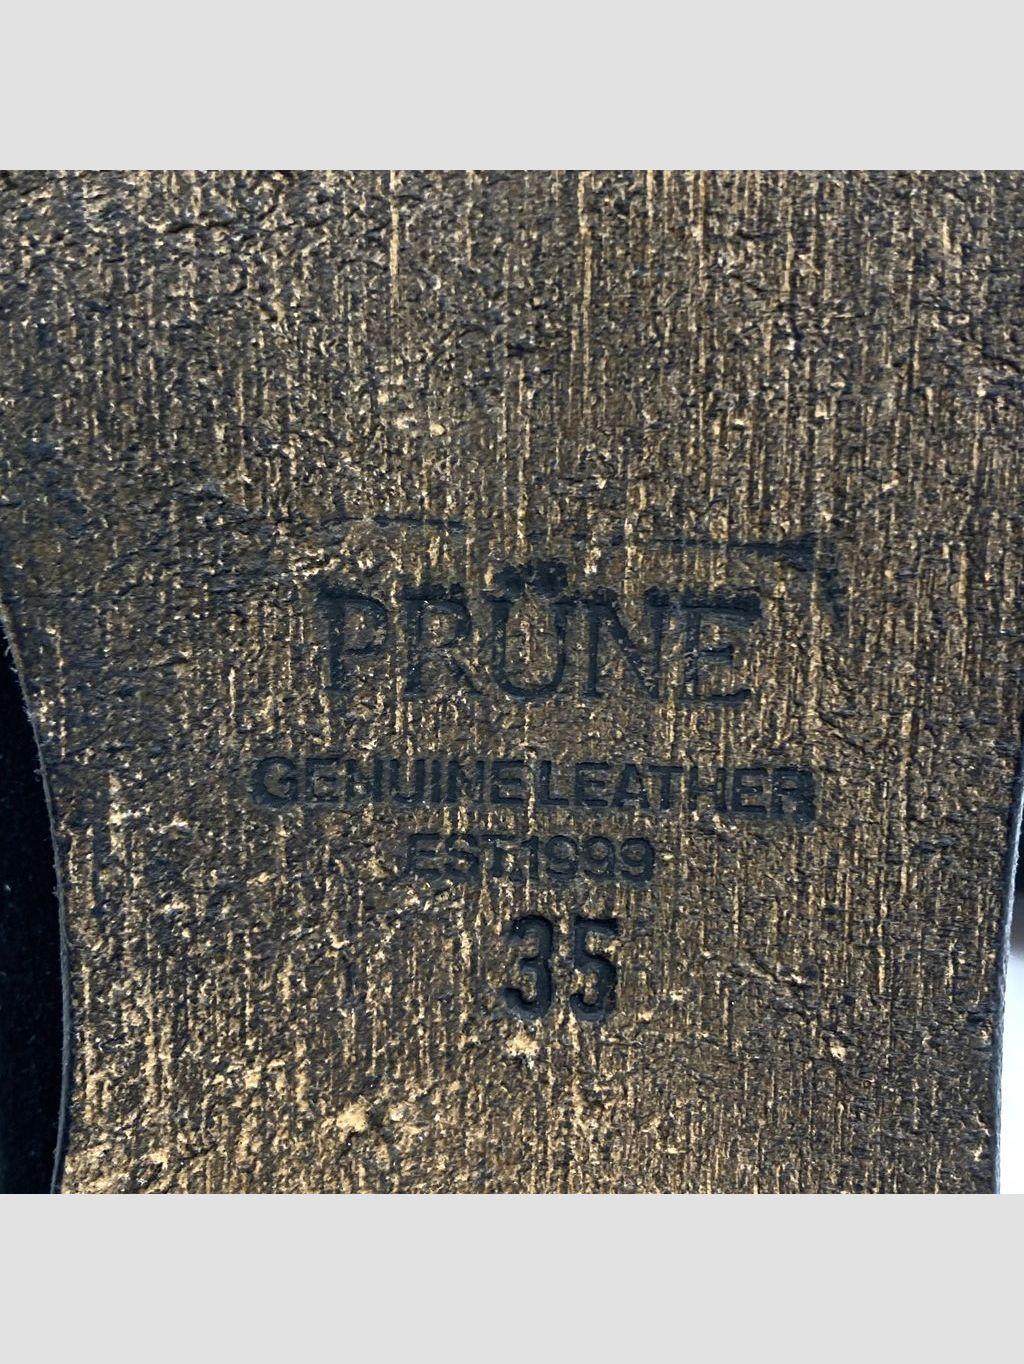 PRÜNE
GENUINE LEATHER
EST.1999
35